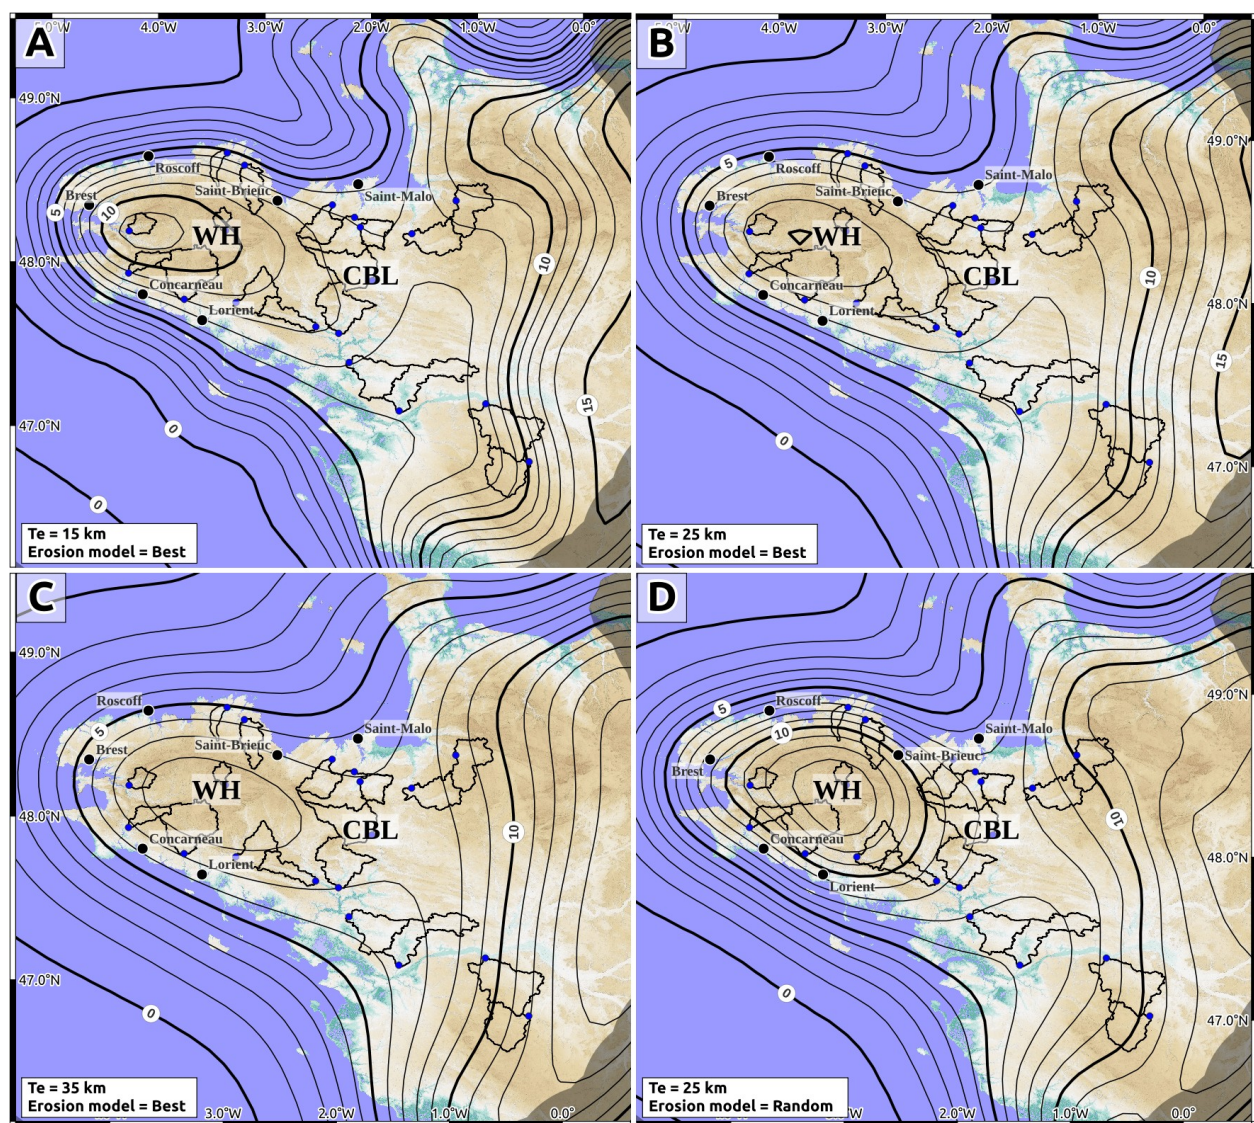 A
5.0°W 4.0°W 3.0°W 2.0°W 1.0°W 0.0°
49.0°N
Roscoff
Brest
Saint-Brieuc
Saint-Malo
5
10
WH
48.0°N
10
CBL
Concarneau
Lorient
15
0
47.0°N
0
Te = 15 km
Erosion model = Best
B
5.0°W 4.0°W 3.0°W 2.0°W 1.0°W 0.0°
49.0°N
5
Roscoff
Saint-Malo
Brest
Saint-Brieuc
WH
CBL
10
Concarneau
48.0°N
Lorient
15
0
47.0°N
Te = 25 km
Erosion model = Best
C
49.0°N
Roscoff
5
Saint-Malo
Brest
Saint-Brieuc
WH
48.0°N
CBL
10
Concarneau
Lorient
47.0°N
0
Te = 35 km
Erosion model = Best
3.0°W 2.0°W 1.0°W 0.0°
D
49.0°N
5
Roscoff
10
Saint-Malo
Saint-Brieuc
Brest
WH
10
CBL
Concarneau
48.0°N
Lorient
0
47.0°N
Te = 25 km
Erosion model = Random
2.0°W 1.0°W 0.0°